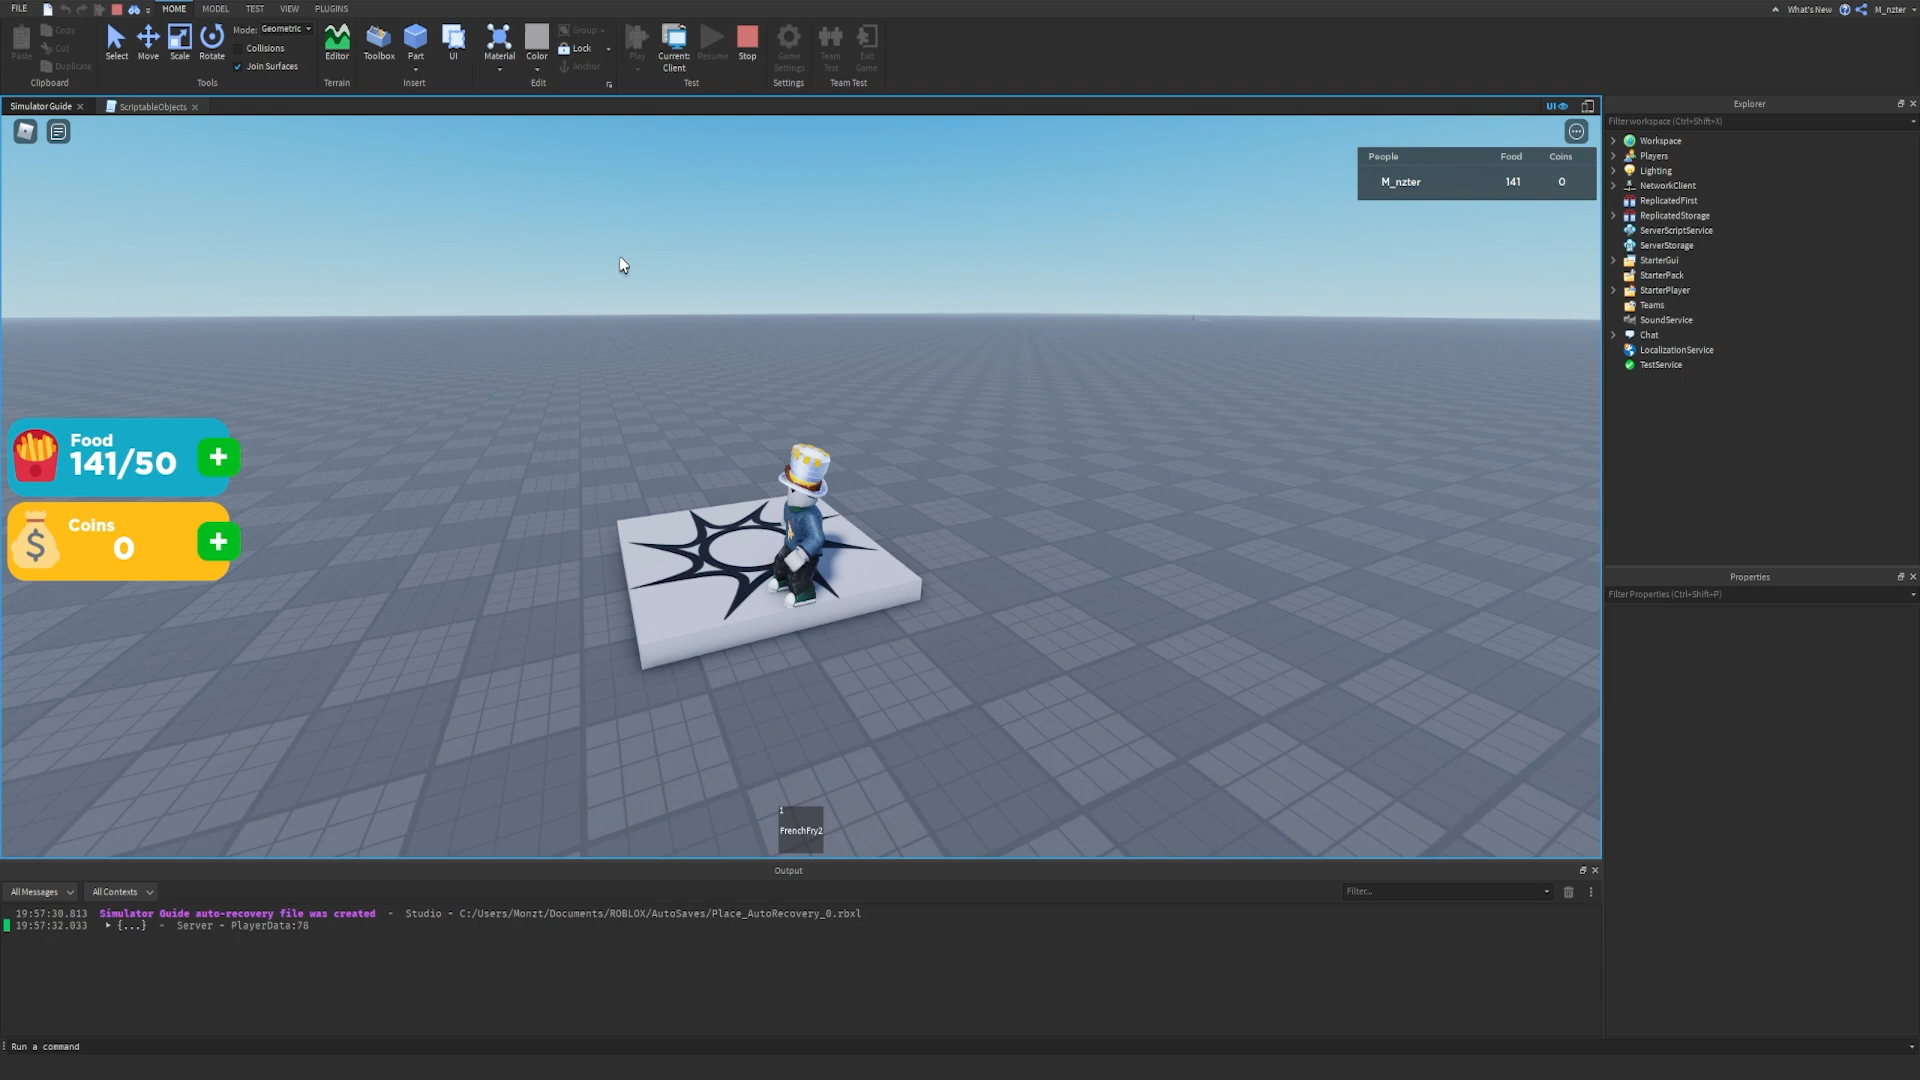 FILE HOME MODEL TEST VIEW PLUGINS What's New M_nzter
Paste Copy Cut Duplicate Clipboard
Select Move Scale Rotate Mode: Geometric Collisions Join Surfaces Tools
Editor Terrain
Toolbox Part UI Insert
Material Color Group Lock Anchor Edit
Play Current: Client Resume Stop Test
Game Settings Settings
Team Test Exit Game Team Test
Simulator Guide ScriptableObjects UI
People Food Coins
M_nzter 141 0
Food
141/50
+
Coins
0
+
$
1
FrenchFry2
Explorer
Filter workspace (Ctrl+Shift+X)
Workspace
Players
Lighting
NetworkClient
ReplicatedFirst
ReplicatedStorage
ServerScriptService
ServerStorage
StarterGui
StarterPack
StarterPlayer
Teams
SoundService
Chat
LocalizationService
TestService
Properties
Filter Properties (Ctrl+Shift+P)
Output
All Messages All Contexts Filter...
19:57:30.813 Simulator Guide auto-recovery file was created - Studio - C:/Users/Monzt/Documents/ROBLOX/AutoSaves/Place_AutoRecovery_0.rbxl
19:57:32.033 {...} - Server - PlayerData:78
Run a command